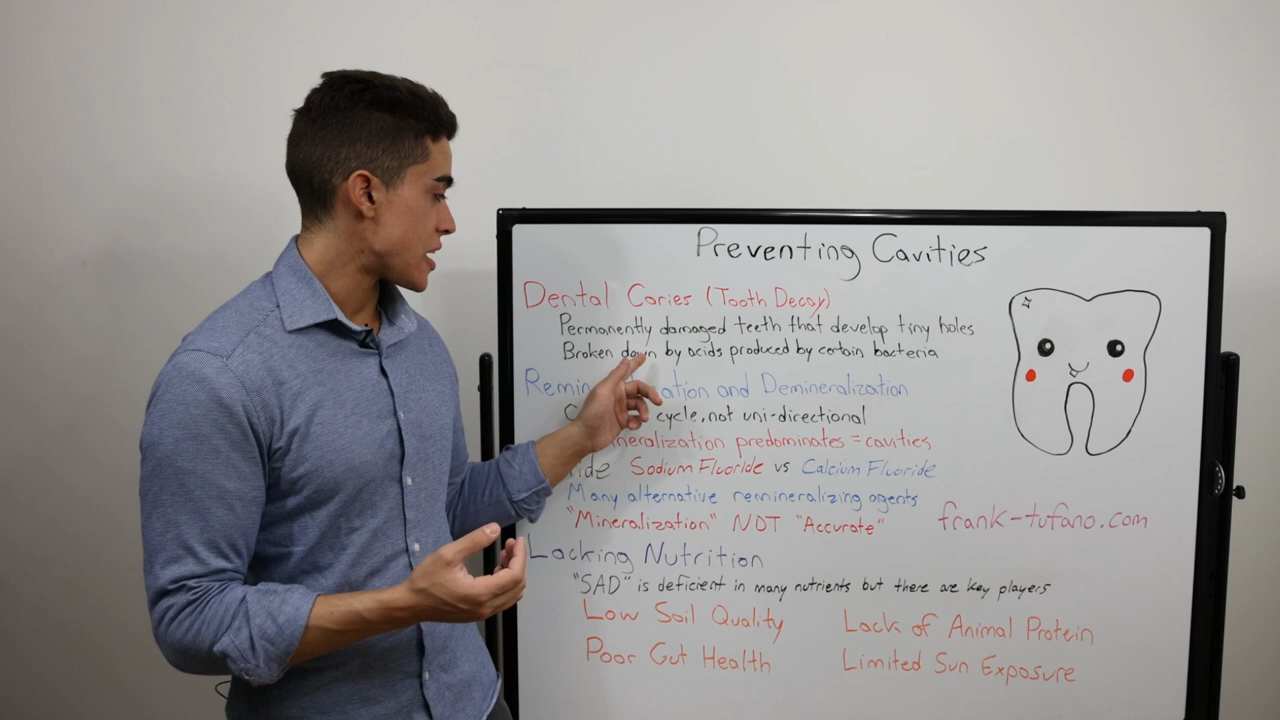 Preventing Cavities
Dental Caries (Tooth Decay)
Permanently damaged teeth that develop tiny holes
Broken down by acids produced by certain bacteria
and Demineralization
cycle, not uni-directional
predominates = cavities
Sodium Fluoride vs Calcium Fluoride
Many alternative remineralizing agents
"Mineralization" NOT "Accurate"
frank-tufano.com
Lacking Nutrition
"SAD" is deficient in many nutrients but there are key players
Low Soil Quality Lack of Animal Protein
Poor Gut Health Limited Sun Exposure